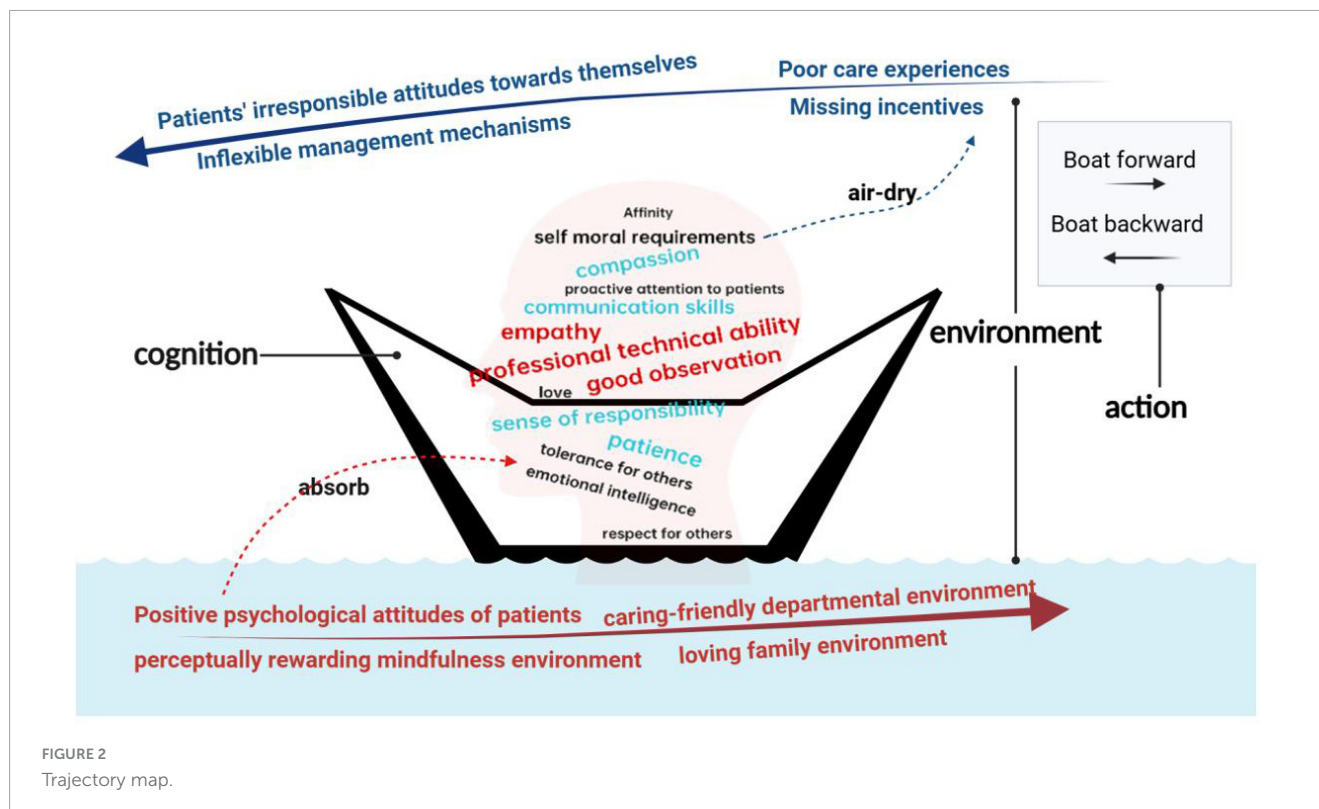 Patients' irresponsible attitudes towards themselves
Inflexible management mechanisms
Poor care experiences
Missing incentives
Boat forward
Boat backward
air-dry
Affinity
self moral requirements
compassion
proactive attention to patients
communication skills
empathy
professional technical ability
good observation
love
sense of responsibility
patience
tolerance for others
emotional intelligence
respect for others
cognition
environment
action
absorb
Positive psychological attitudes of patients
caring-friendly departmental environment
perceptually rewarding mindfulness environment
loving family environment
FIGURE 2
Trajectory map.